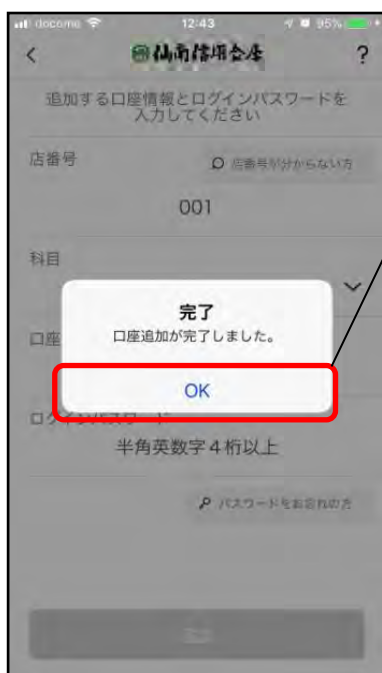 docomo 12:43 95%
仙南信用金庫 ?
追加する口座情報とログインパスワードを
入力してください
店番号 店番号が分からない方
001
科目
完了
口座追加が完了しました。
口座
OK
半角英数字4桁以上
パスワードをお忘れの方